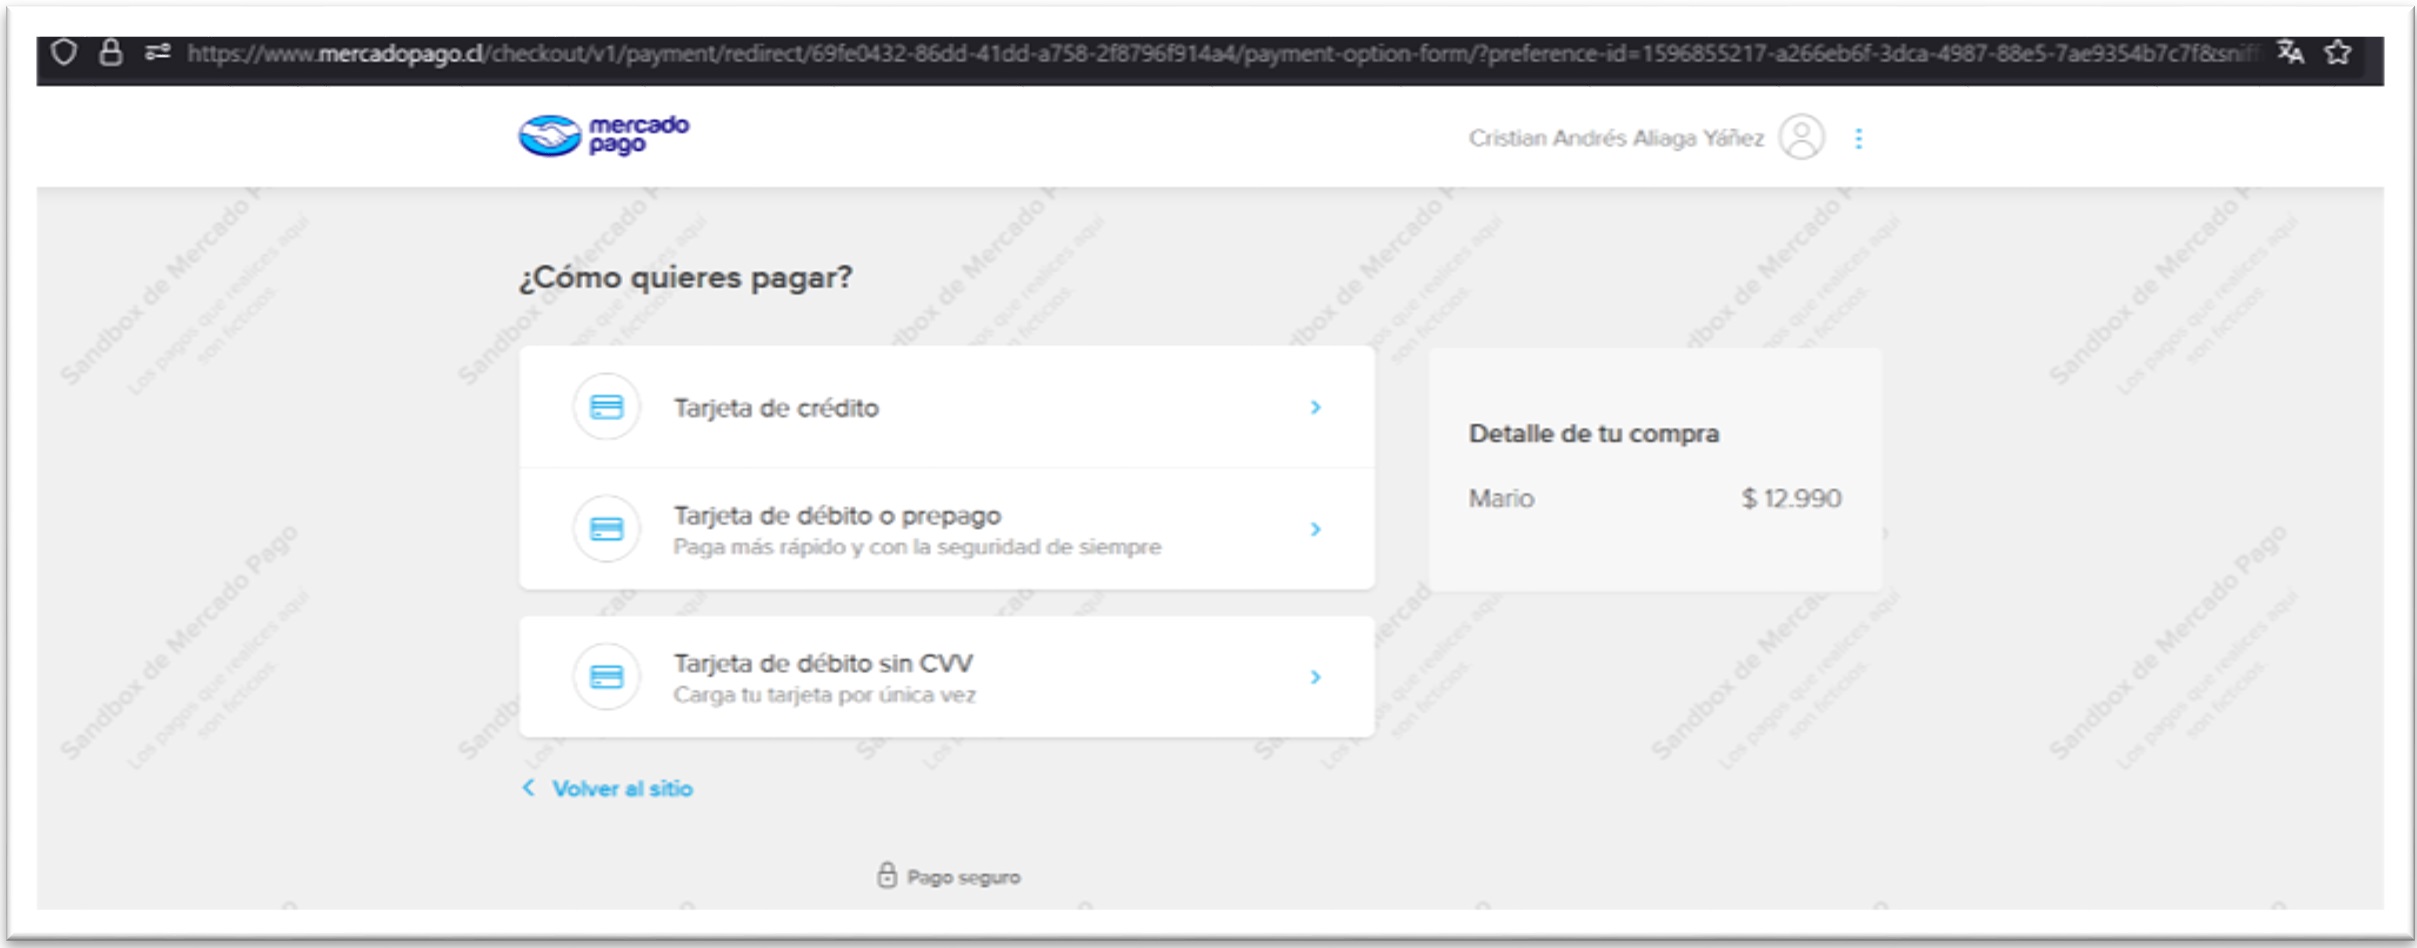 https://www.mercadopago.cl/checkout/v1/payment/redirect/69fe0432-86dd-41dd-a758-2f8796f914a4/payment-option-form/?preference-id=1596855217-a266eb6f-3dca-4987-88e5-7ae9354b7c7f&sniff
mercado
pago
Cristian Andrés Aliaga Yáñez
¿Cómo quieres pagar?
Tarjeta de crédito
Tarjeta de débito o prepago
Paga más rápido y con la seguridad de siempre
Tarjeta de débito sin CVV
Carga tu tarjeta por única vez
Volver al sitio
Pago seguro
Detalle de tu compra
Mario $ 12.990
Sandbox de Mercado Pago
Los pagos que realices aquí
son ficticios.